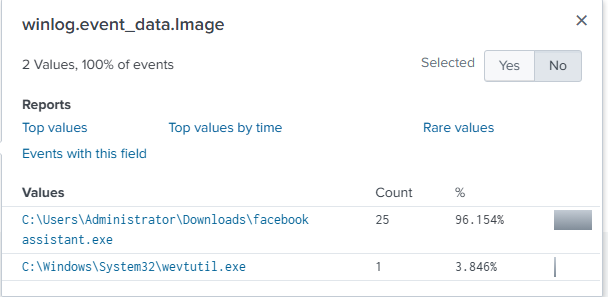 winlog.event_data.Image
×
2 Values, 100% of events
Selected
Yes
No
Reports
Top values
Top values by time
Rare values
Events with this field
Values
Count
%
C:\Users\Administrator\Downloads\facebook
assistant.exe
25
96.154%
C:\Windows\System32\wevtutil.exe
1
3.846%